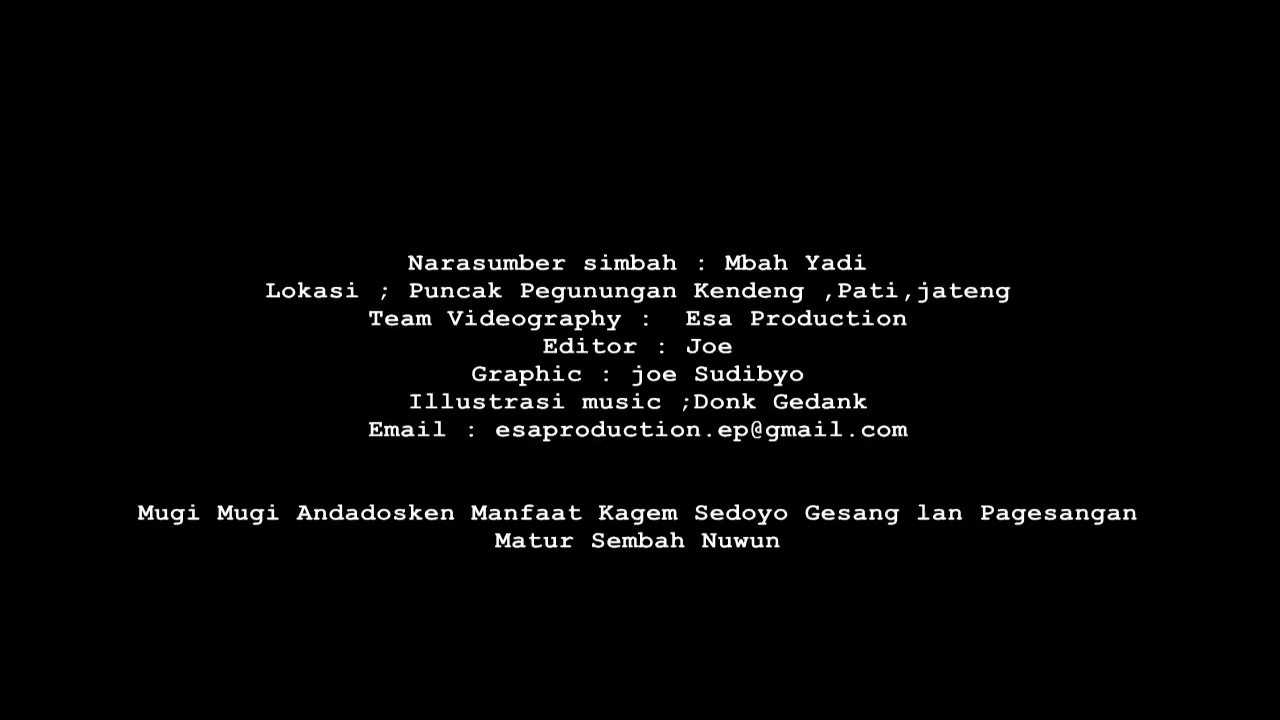 Narasumber simbah : Mbah Yadi
Lokasi ; Puncak Pegunungan Kendeng ,Pati,jateng
Team Videography :  Esa Production
Editor : Joe
Graphic : joe Sudibyo
Illustrasi music ;Donk Gedank
Email : esaproduction.ep@gmail.com
Mugi Mugi Andadosken Manfaat Kagem Sedoyo Gesang lan Pagesangan
Matur Sembah Nuwun